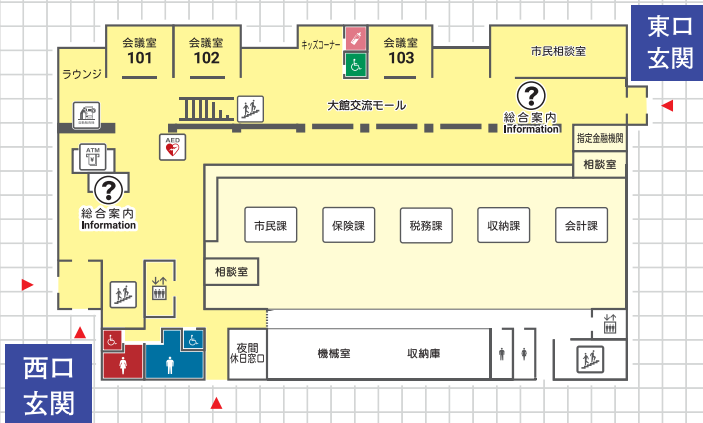 東口
玄関
会議室
101
会議室
102
キッズコーナー
会議室
103
市民相談室
ラウンジ
大館交流モール
?
総合案内
Information
AED
ATM
指定金融機関
相談室
?
総合案内
Information
市民課
保険課
税務課
収納課
会計課
相談室
夜間
休日窓口
機械室
収納庫
西口
玄関